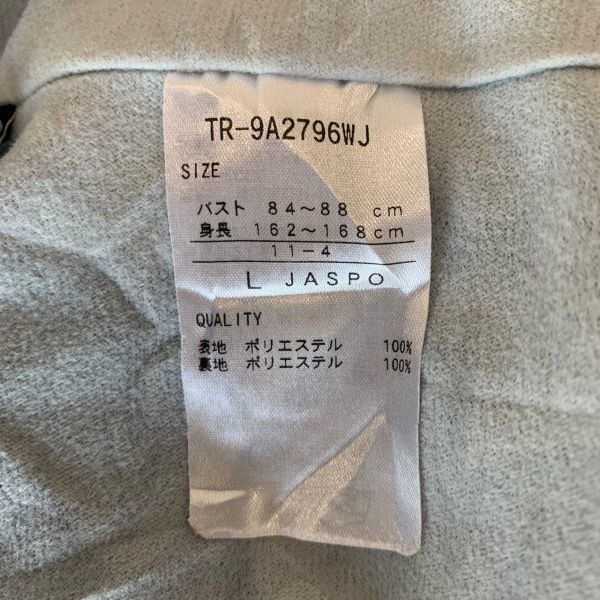 TR-9A2796WJ
SIZE
バスト 84～88 cm
身長 162～168cm
11-4
L JASPO
QUALITY
表地 ポリエステル 100%
裏地 ポリエステル 100%